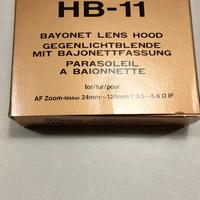 HB-11
BAYONET LENS HOOD
GEGENLICHTBLENDE
MIT BAJONETTFASSUNG
PARASOLEIL
A BAIONNETTE
for/für/pour
AF Zoom-Nikkor 24mm–120mm f/3.5–5.6 D IF
Nikon